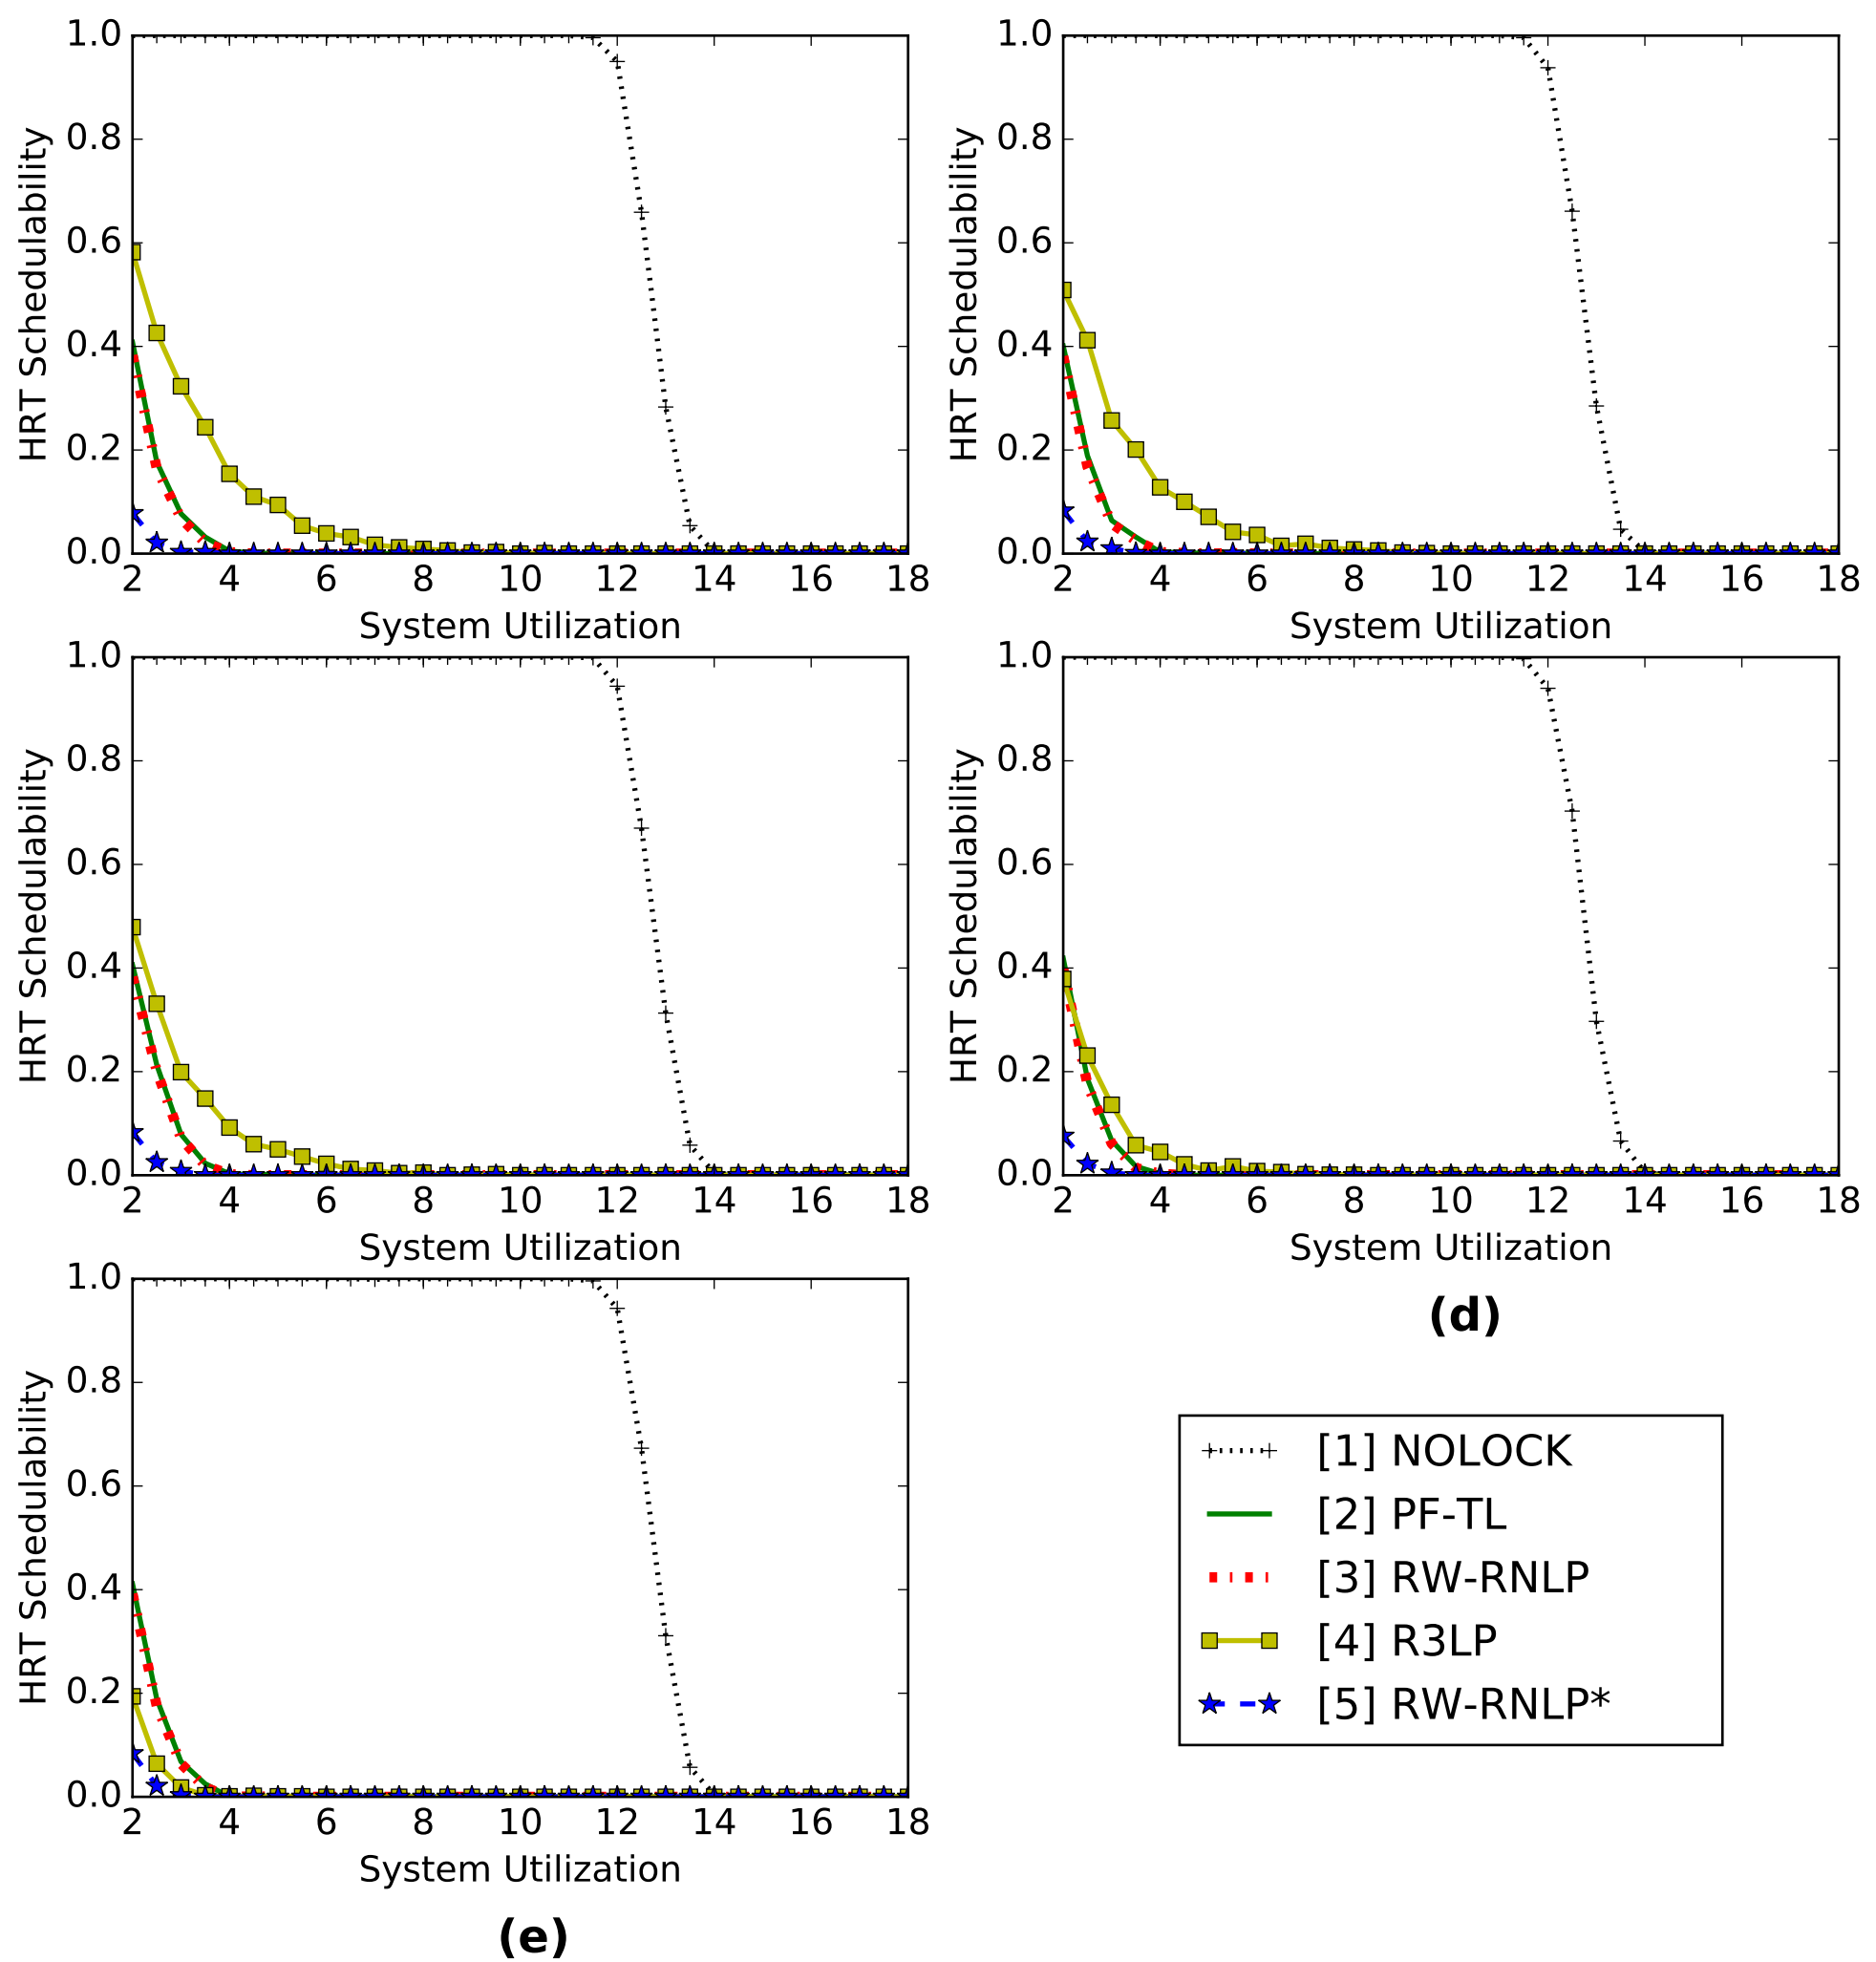 1.0
0.8
0.6
0.4
0.2
0.0
2 4 6 8 10 12 14 16 18
HRT Schedulability
System Utilization
1.0
0.8
0.6
0.4
0.2
0.0
2 4 6 8 10 12 14 16 18
HRT Schedulability
System Utilization
1.0
0.8
0.6
0.4
0.2
0.0
2 4 6 8 10 12 14 16 18
HRT Schedulability
System Utilization
1.0
0.8
0.6
0.4
0.2
0.0
2 4 6 8 10 12 14 16 18
HRT Schedulability
System Utilization
(d)
1.0
0.8
0.6
0.4
0.2
0.0
2 4 6 8 10 12 14 16 18
HRT Schedulability
System Utilization
(e)
[1] NOLOCK
[2] PF-TL
[3] RW-RNLP
[4] R3LP
[5] RW-RNLP*